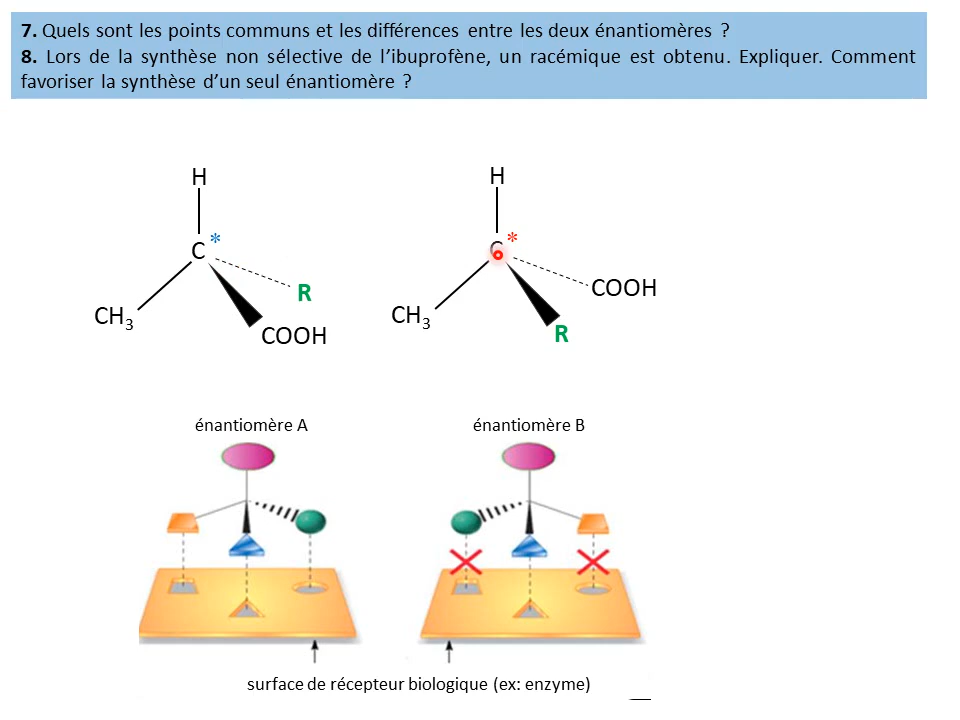 7. Quels sont les points communs et les différences entre les deux énantiomères ?
8. Lors de la synthèse non sélective de l’ibuprofène, un racémique est obtenu. Expliquer. Comment
favoriser la synthèse d’un seul énantiomère ?
H
C *
R
CH3
COOH
H
C *
COOH
CH3
R
énantiomère A
énantiomère B
surface de récepteur biologique (ex: enzyme)